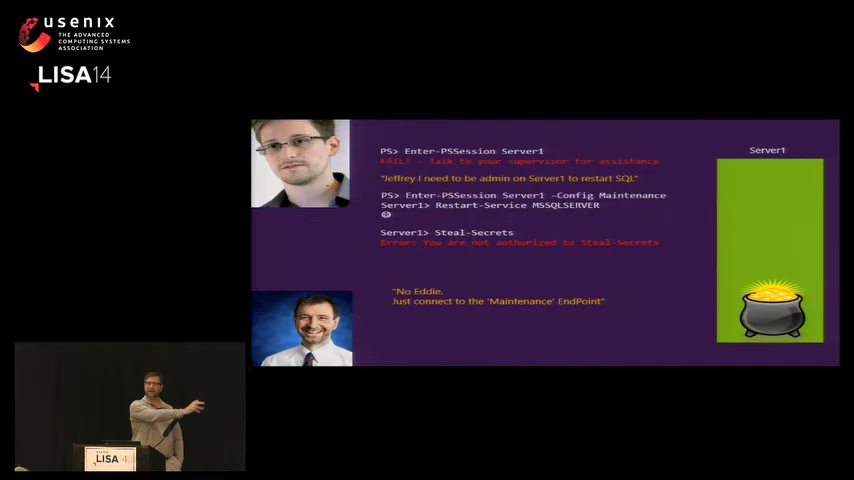 usenix
THE ADVANCED
COMPUTING SYSTEMS
ASSOCIATION
LISA14
PS> Enter-PSSession Server1
FAIL! - Talk to your supervisor for assistance
"Jeffrey I need to be admin on Server1 to restart SQL"
PS> Enter-PSSession Server1 -Config Maintenance
Server1> Restart-Service MSSQLSERVER
Server1> Steal-Secrets
Error: You are not authorized to Steal-Secrets
"No Eddie.
Just connect to the 'Maintenance' EndPoint"
Server1
LISA'14